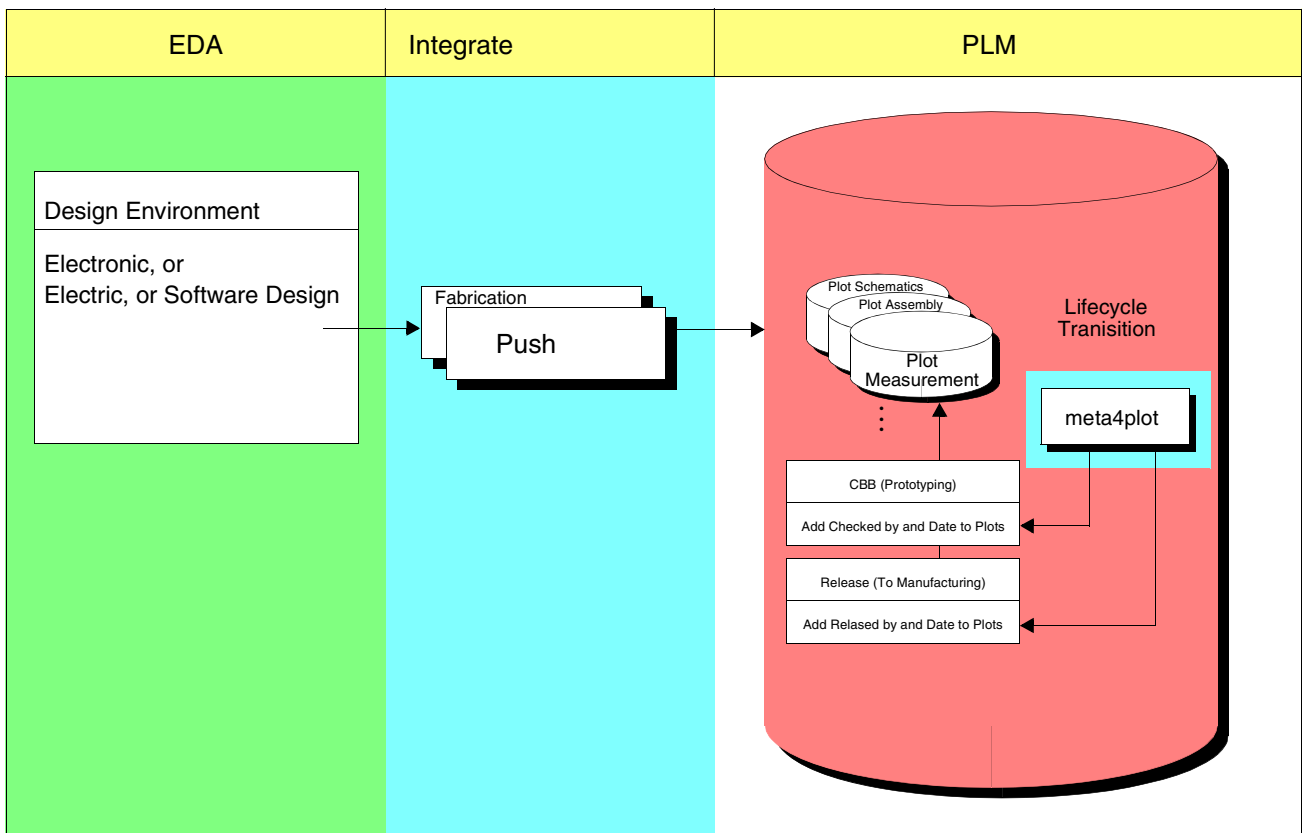 EDA
Integrate
PLM
Design Environment
Electronic, or
Electric, or Software Design
Fabrication
Push
Plot Schematics
Plot Assembly
Plot
Measurement
Lifecycle
Tranisition
meta4plot
CBB (Prototyping)
Add Checked by and Date to Plots
Release (To Manufacturing)
Add Relased by and Date to Plots